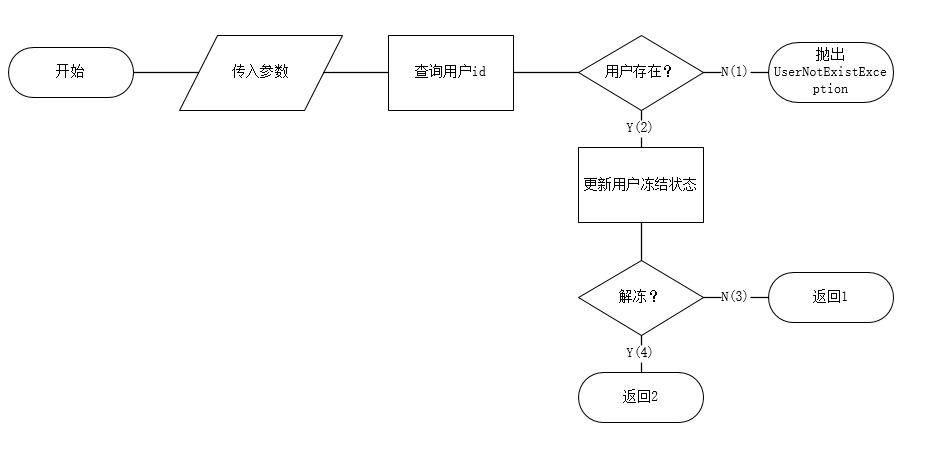 开始
传入参数
查询用户id
用户存在？
N(1)
抛出
UserNotExistExce
ption
Y(2)
更新用户冻结状态
解冻？
N(3)
返回1
Y(4)
返回2